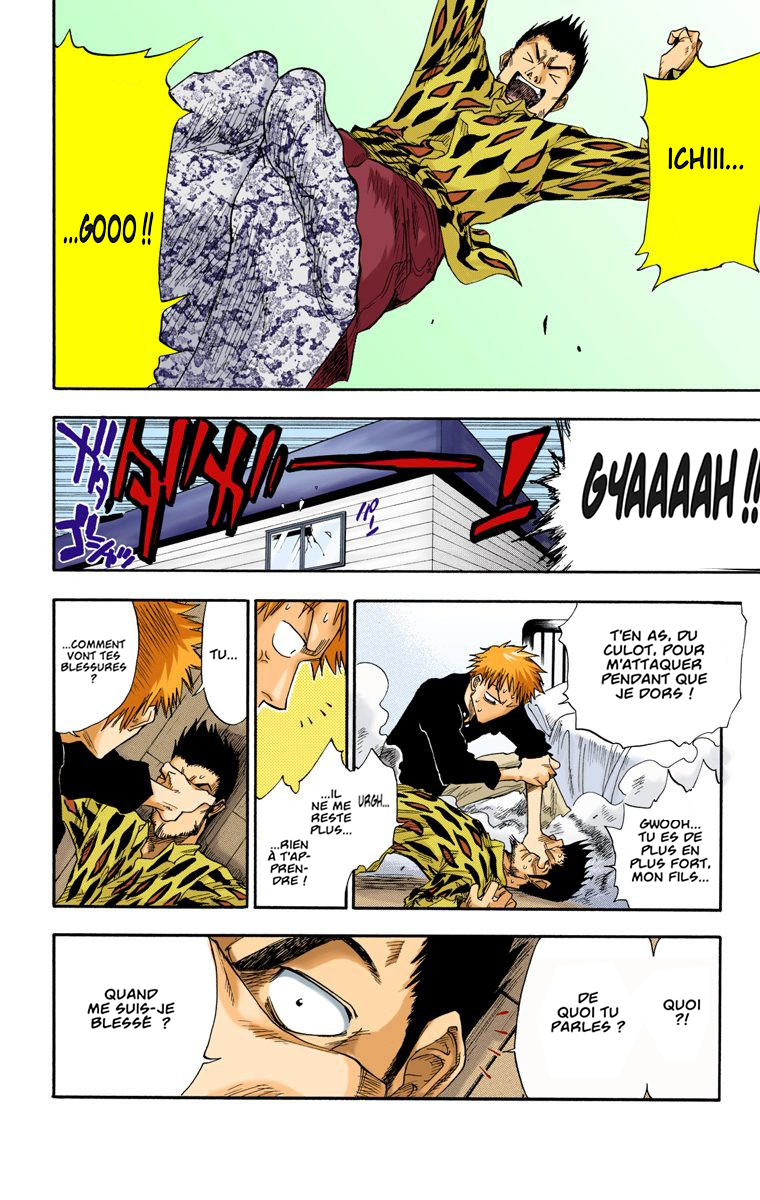 ICHIII...
...GOOO !!
GYAAAAH !!
T'EN AS, DU
CULOT, POUR
M'ATTAQUER
PENDANT QUE
JE DORS !
GWOOH...
TU ES DE
PLUS EN
PLUS FORT,
MON FILS...
URGH...
...IL
NE ME
RESTE
PLUS...
...RIEN
À T'AP-
PREN-
DRE !
TU...
...COMMENT
VONT TES
BLESSURES
?
QUOI
?!
DE
QUOI TU
PARLES ?
QUAND
ME SUIS-JE
BLESSÉ ?